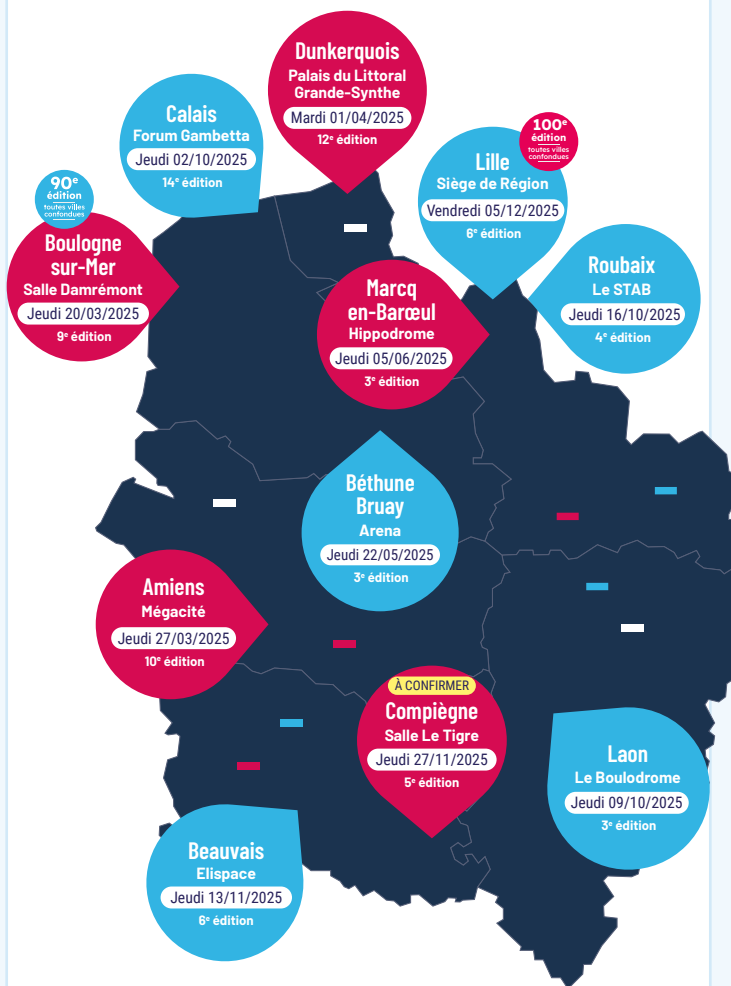 Dunkerquois
Palais du Littoral
Grande-Synthe
Mardi 01/04/2025
12e édition
Calais
Forum Gambetta
Jeudi 02/10/2025
14e édition
100e
édition
toutes villes
confondues
Lille
Siège de Région
Vendredi 05/12/2025
6e édition
90e
édition
toutes villes
confondues
Boulogne
sur-Mer
Salle Damrémont
Jeudi 20/03/2025
9e édition
Roubaix
Le STAB
Jeudi 16/10/2025
4e édition
Marcq
en-Barœul
Hippodrome
Jeudi 05/06/2025
3e édition
Béthune
Bruay
Arena
Jeudi 22/05/2025
3e édition
Amiens
Mégacité
Jeudi 27/03/2025
10e édition
À CONFIRMER
Compiègne
Salle Le Tigre
Jeudi 27/11/2025
5e édition
Laon
Le Boulodrome
Jeudi 09/10/2025
3e édition
Beauvais
Elispace
Jeudi 13/11/2025
6e édition